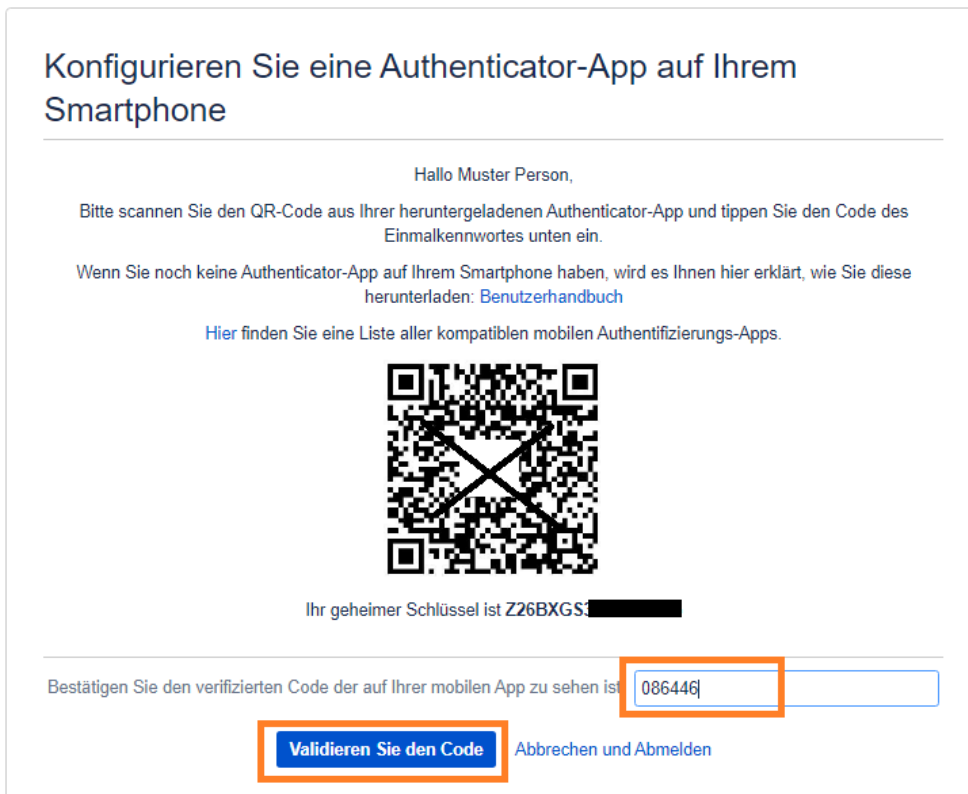 Konfigurieren Sie eine Authenticator-App auf Ihrem
Smartphone
Hallo Muster Person,
Bitte scannen Sie den QR-Code aus Ihrer heruntergeladenen Authenticator-App und tippen Sie den Code des
Einmalkennwortes unten ein.
Wenn Sie noch keine Authenticator-App auf Ihrem Smartphone haben, wird es Ihnen hier erklärt, wie Sie diese
herunterladen: Benutzerhandbuch
Hier finden Sie eine Liste aller kompatiblen mobilen Authentifizierungs-Apps.
Ihr geheimer Schlüssel ist Z26BXGS
Bestätigen Sie den verifizierten Code der auf Ihrer mobilen App zu sehen ist 086446
Validieren Sie den Code Abbrechen und Abmelden